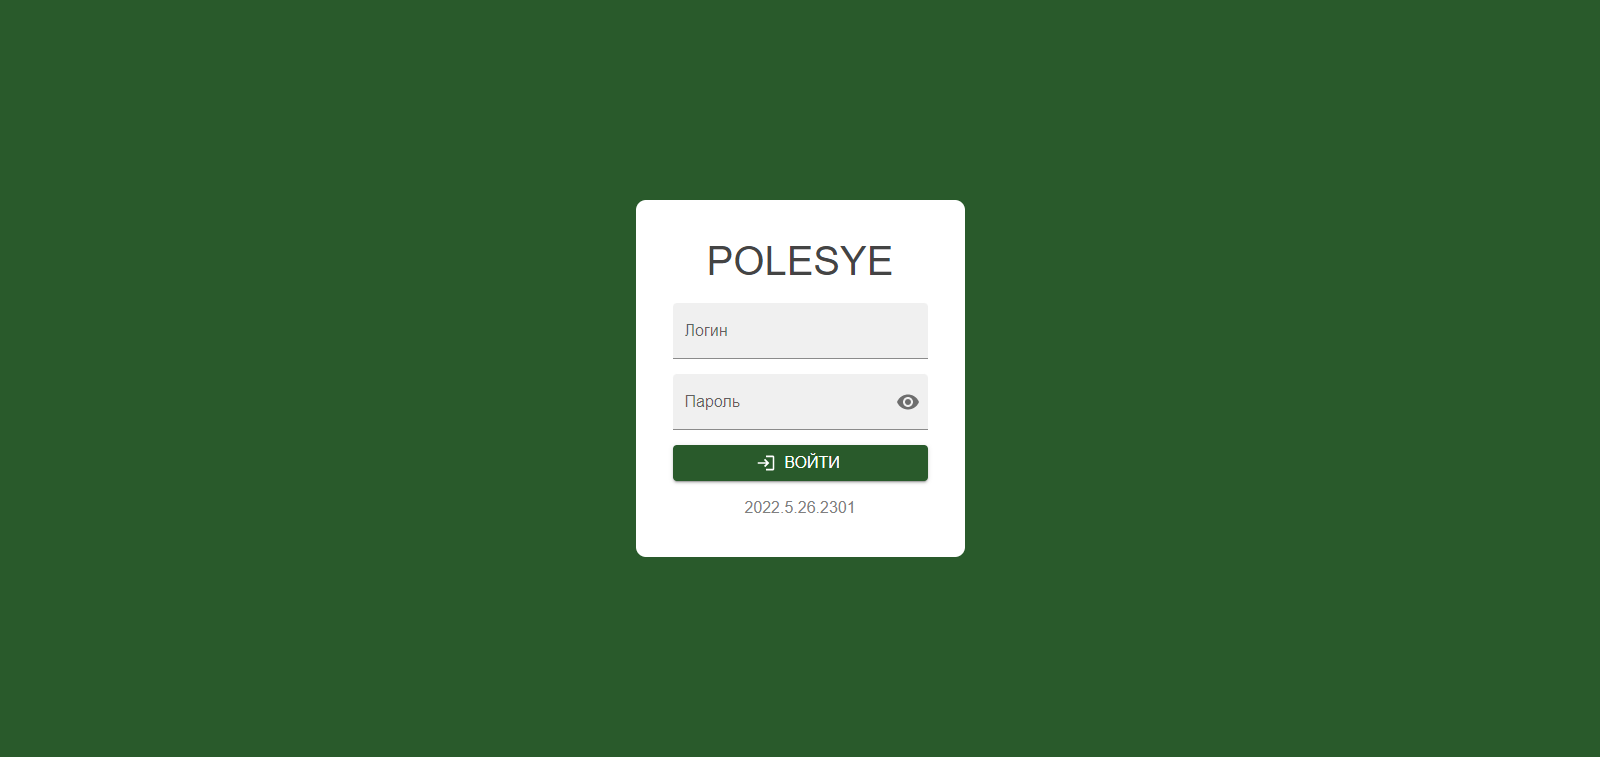 POLESYE
Логин
Пароль
ВОЙТИ
2022.5.26.2301